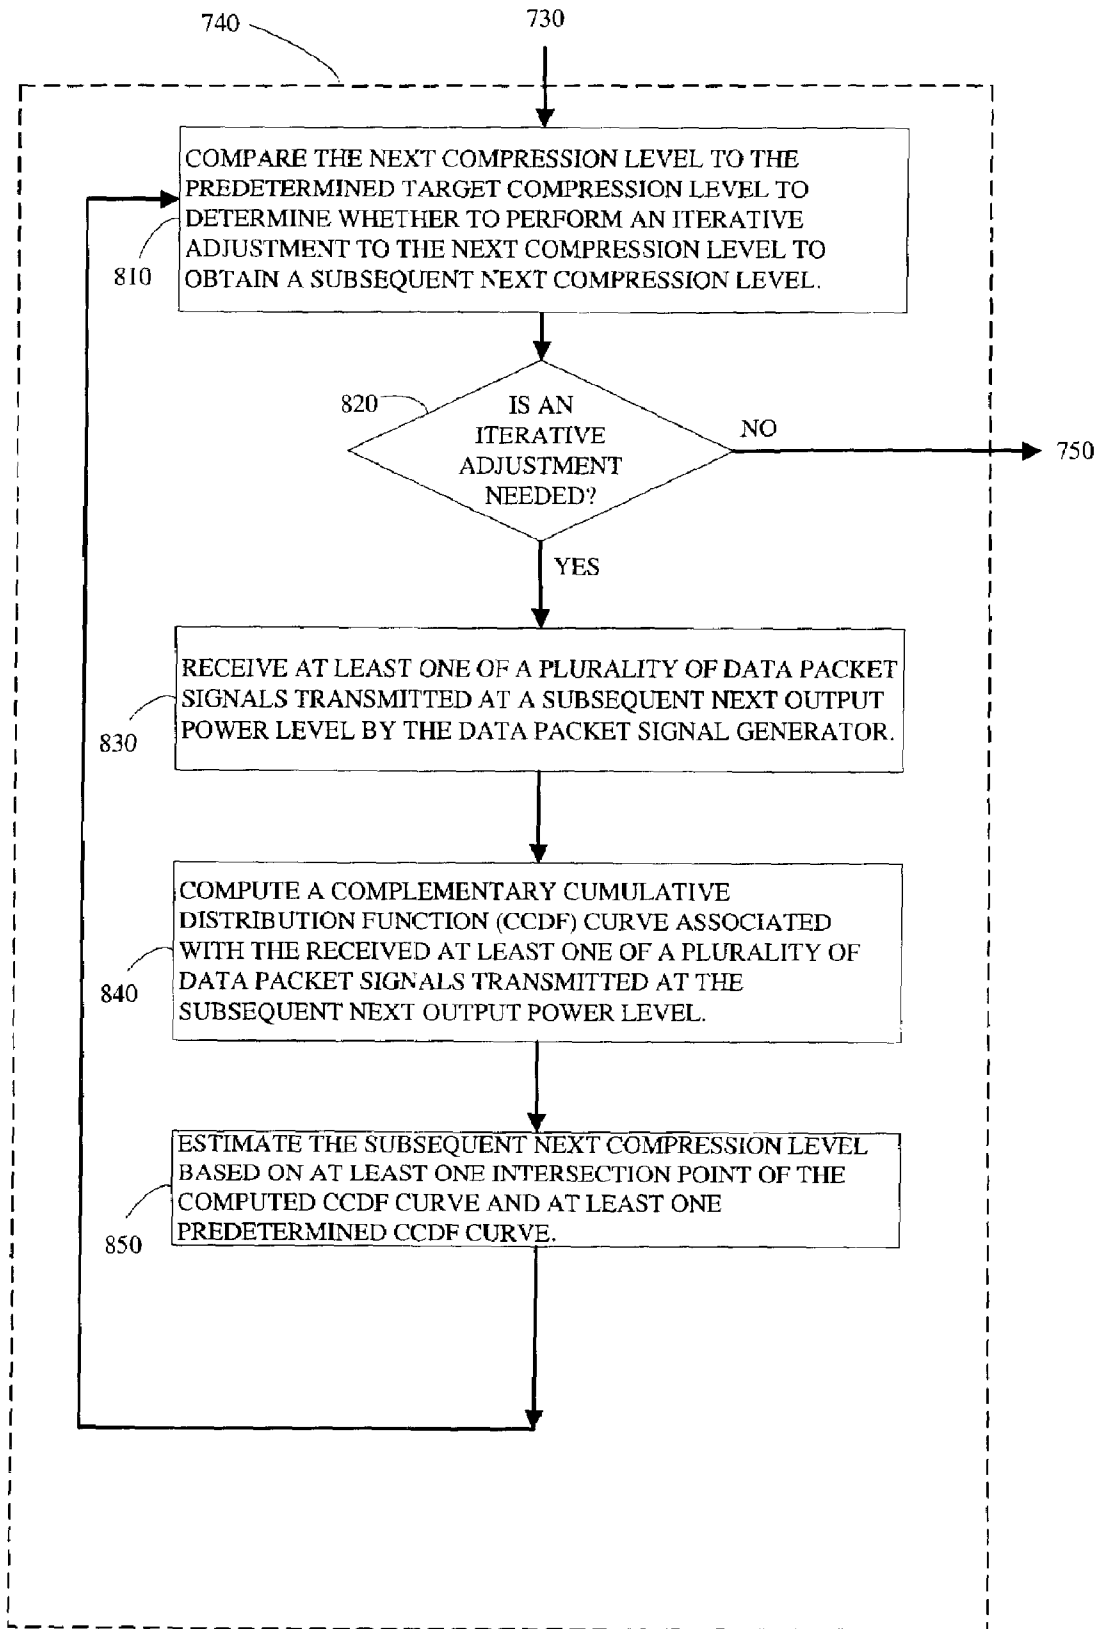 740
730
COMPARE THE NEXT COMPRESSION LEVEL TO THE
PREDETERMINED TARGET COMPRESSION LEVEL TO
DETERMINE WHETHER TO PERFORM AN ITERATIVE
ADJUSTMENT TO THE NEXT COMPRESSION LEVEL TO
OBTAIN A SUBSEQUENT NEXT COMPRESSION LEVEL.
810
820
IS AN
ITERATIVE
ADJUSTMENT
NEEDED?
NO
750
YES
RECEIVE AT LEAST ONE OF A PLURALITY OF DATA PACKET
SIGNALS TRANSMITTED AT A SUBSEQUENT NEXT OUTPUT
POWER LEVEL BY THE DATA PACKET SIGNAL GENERATOR.
830
COMPUTE A COMPLEMENTARY CUMULATIVE
DISTRIBUTION FUNCTION (CCDF) CURVE ASSOCIATED
WITH THE RECEIVED AT LEAST ONE OF A PLURALITY OF
DATA PACKET SIGNALS TRANSMITTED AT THE
SUBSEQUENT NEXT OUTPUT POWER LEVEL.
840
ESTIMATE THE SUBSEQUENT NEXT COMPRESSION LEVEL
BASED ON AT LEAST ONE INTERSECTION POINT OF THE
COMPUTED CCDF CURVE AND AT LEAST ONE
PREDETERMINED CCDF CURVE.
850